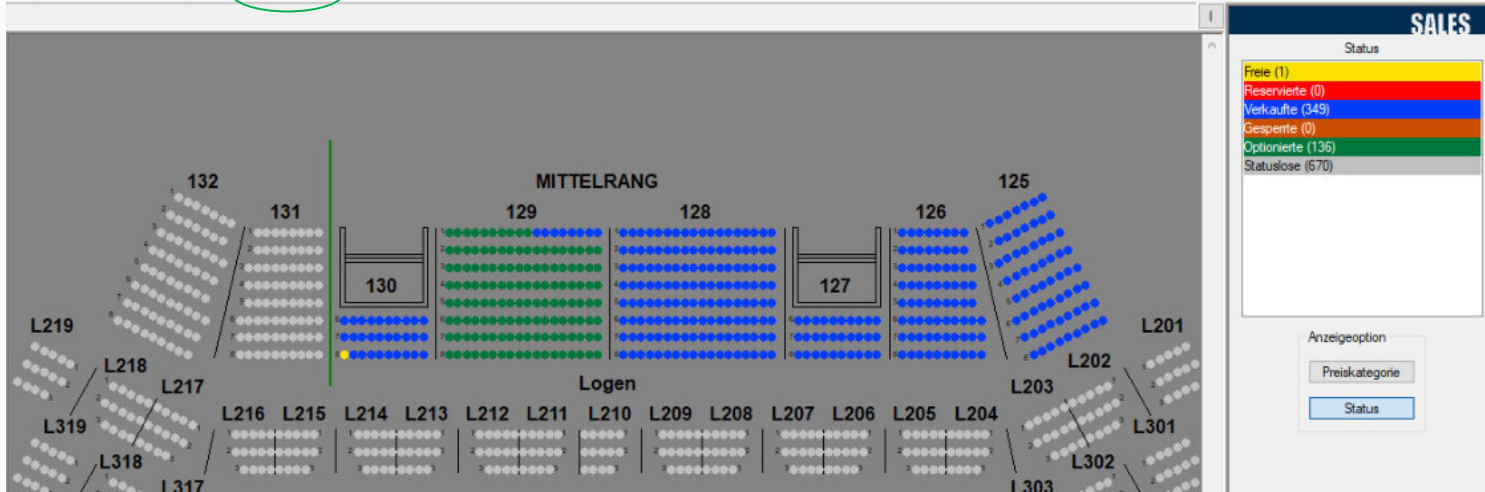 I
SALES
Status
Freie (1)
Reservierte (0)
Verkaufte (349)
Gesperrte (0)
Optionierte (136)
Statuslose (670)
Anzeigeoption
Preiskategorie
Status
132
MITTELRANG
125
131
129
128
126
130
127
L219
L201
L218
L217
L202
L203
Logen
L216 L215 L214 L213 L212 L211 L210 L209 L208 L207 L206 L205 L204
L319
L301
L318
L302
L317
L303